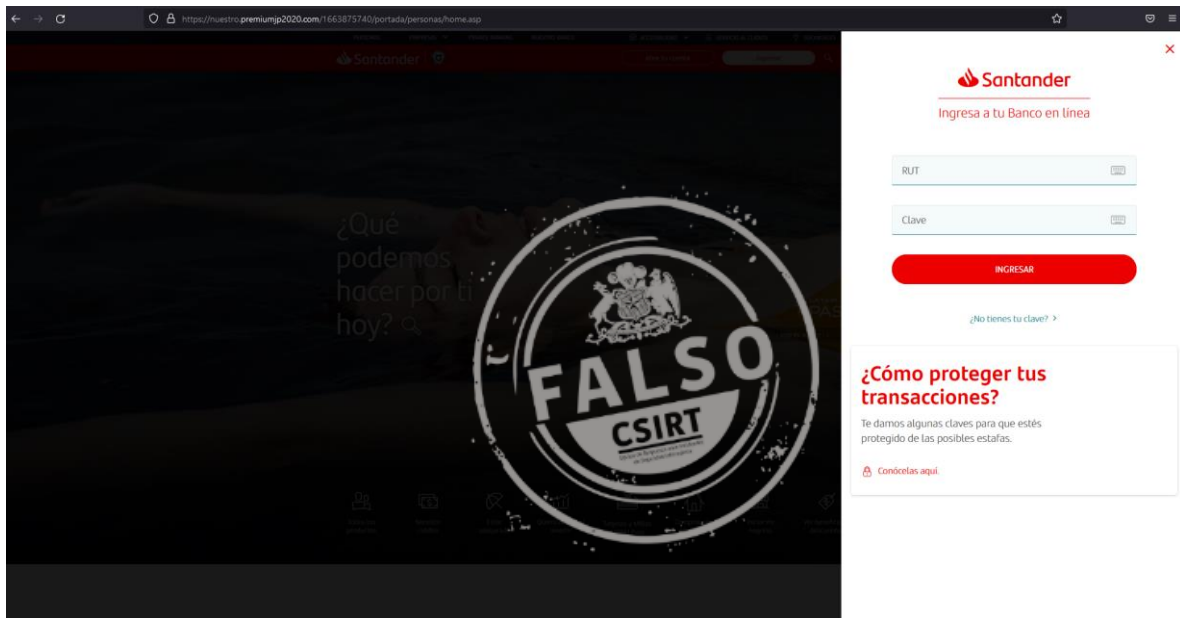 https://nuestro.premiumjp2020.com/1663875740/portada/personas/home.asp
Santander
¿Qué
podemos
hacer por ti
hoy?
FALSO
CSIRT
Santander
Ingresa a tu Banco en línea
RUT
Clave
INGRESAR
¿No tienes tu clave? >
¿Cómo proteger tus
transacciones?
Te damos algunas claves para que estés
protegido de las posibles estafas.
Conócelas aquí